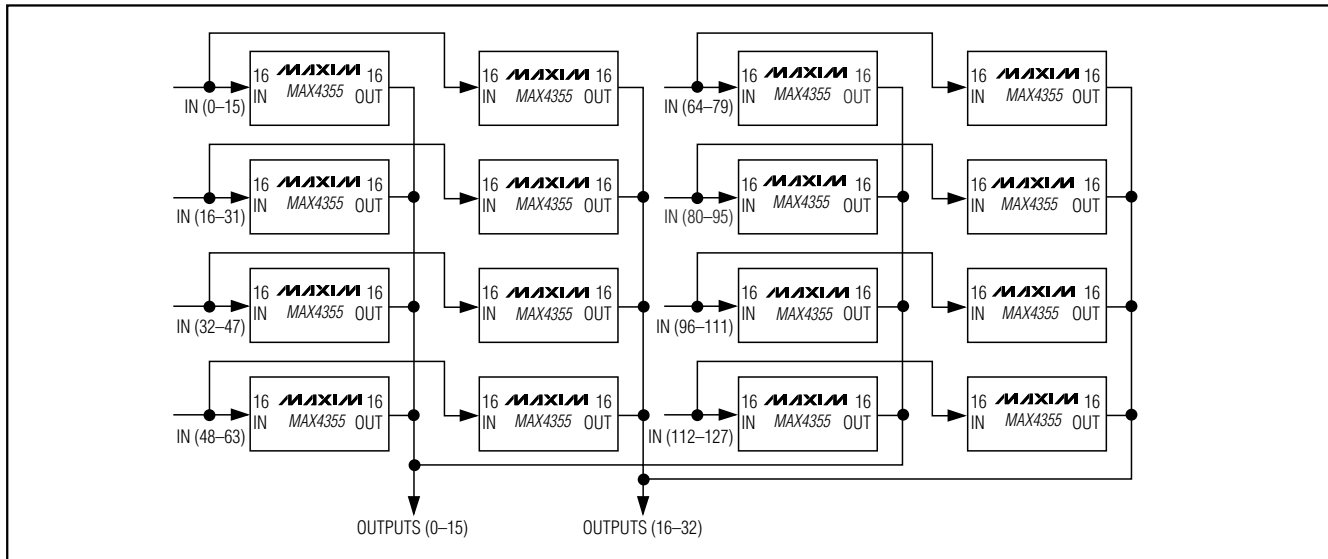 16 MAXIM 16 16 MAXIM 16 16 MAXIM 16 16 MAXIM 16
IN MAX4355 OUT IN MAX4355 OUT IN MAX4355 OUT IN MAX4355 OUT
IN (0–15) IN (64–79)
16 MAXIM 16 16 MAXIM 16 16 MAXIM 16 16 MAXIM 16
IN MAX4355 OUT IN MAX4355 OUT IN MAX4355 OUT IN MAX4355 OUT
IN (16–31) IN (80–95)
16 MAXIM 16 16 MAXIM 16 16 MAXIM 16 16 MAXIM 16
IN MAX4355 OUT IN MAX4355 OUT IN MAX4355 OUT IN MAX4355 OUT
IN (32–47) IN (96–111)
16 MAXIM 16 16 MAXIM 16 16 MAXIM 16 16 MAXIM 16
IN MAX4355 OUT IN MAX4355 OUT IN MAX4355 OUT IN MAX4355 OUT
IN (48–63) IN (112–127)
OUTPUTS (0–15) OUTPUTS (16–32)